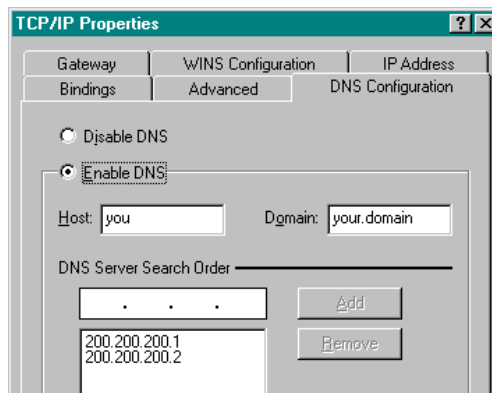 TCP/IP Properties
Gateway WINS Configuration IP Address
Bindings Advanced DNS Configuration
Disable DNS
Enable DNS
Host: you Domain: your.domain
DNS Server Search Order
. . . Add
200.200.200.1 Remove
200.200.200.2